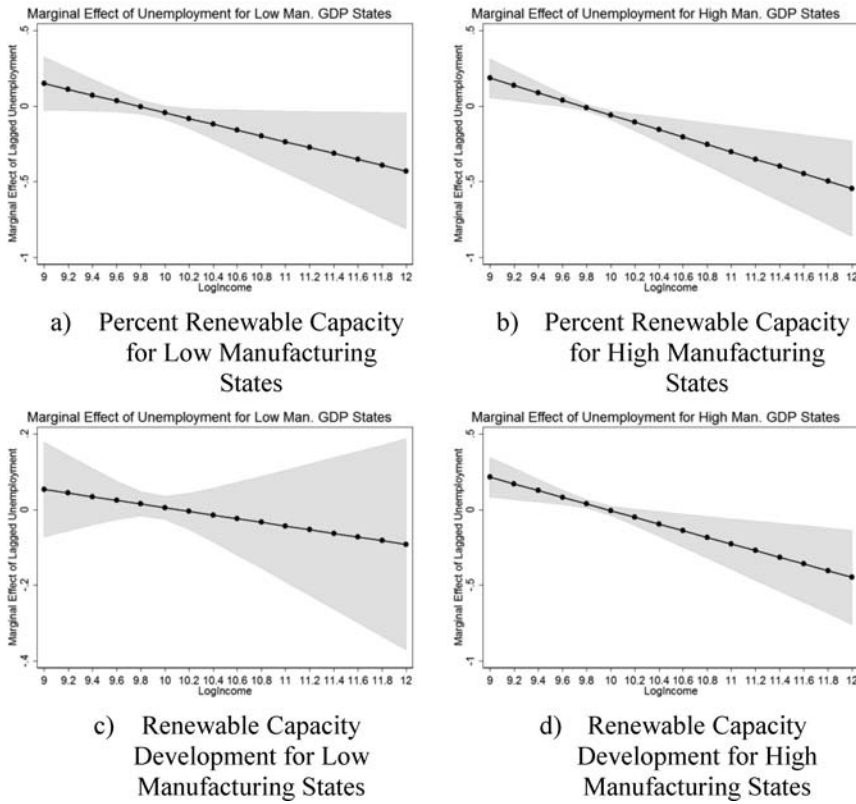 Marginal Effect of Unemployment for Low Man. GDP States
Marginal Effect of Lagged Unemployment
.5
0
-.5
-1
9 9.2 9.4 9.6 9.8 10 10.2 10.4 10.6 10.8 11 11.2 11.4 11.6 11.8 12
LogIncome
a) Percent Renewable Capacity
for Low Manufacturing
States
Marginal Effect of Unemployment for High Man. GDP States
Marginal Effect of Lagged Unemployment
.5
0
-.5
-1
9 9.2 9.4 9.6 9.8 10 10.2 10.4 10.6 10.8 11 11.2 11.4 11.6 11.8 12
LogIncome
b) Percent Renewable Capacity
for High Manufacturing
States
Marginal Effect of Unemployment for Low Man. GDP States
Marginal Effect of Lagged Unemployment
.2
0
-.2
-.4
9 9.2 9.4 9.6 9.8 10 10.2 10.4 10.6 10.8 11 11.2 11.4 11.6 11.8 12
LogIncome
c) Renewable Capacity
Development for Low
Manufacturing States
Marginal Effect of Unemployment for High Man. GDP States
Marginal Effect of Lagged Unemployment
.5
0
-.5
-1
9 9.2 9.4 9.6 9.8 10 10.2 10.4 10.6 10.8 11 11.2 11.4 11.6 11.8 12
LogIncome
d) Renewable Capacity
Development for High
Manufacturing States